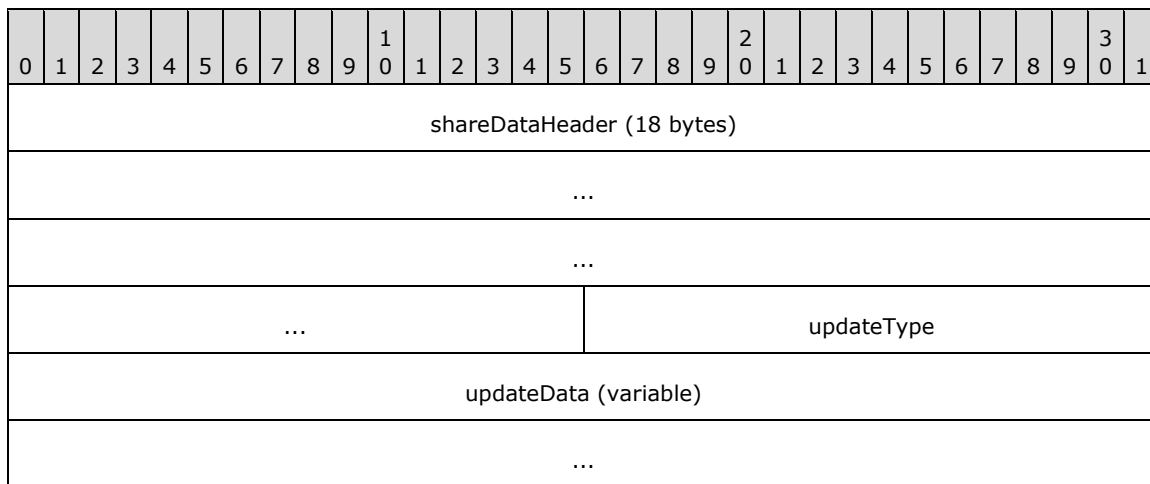 1 2 3
0 1 2 3 4 5 6 7 8 9 0 1 2 3 4 5 6 7 8 9 0 1 2 3 4 5 6 7 8 9 0 1
shareDataHeader (18 bytes)
...
...
... updateType
updateData (variable)
...